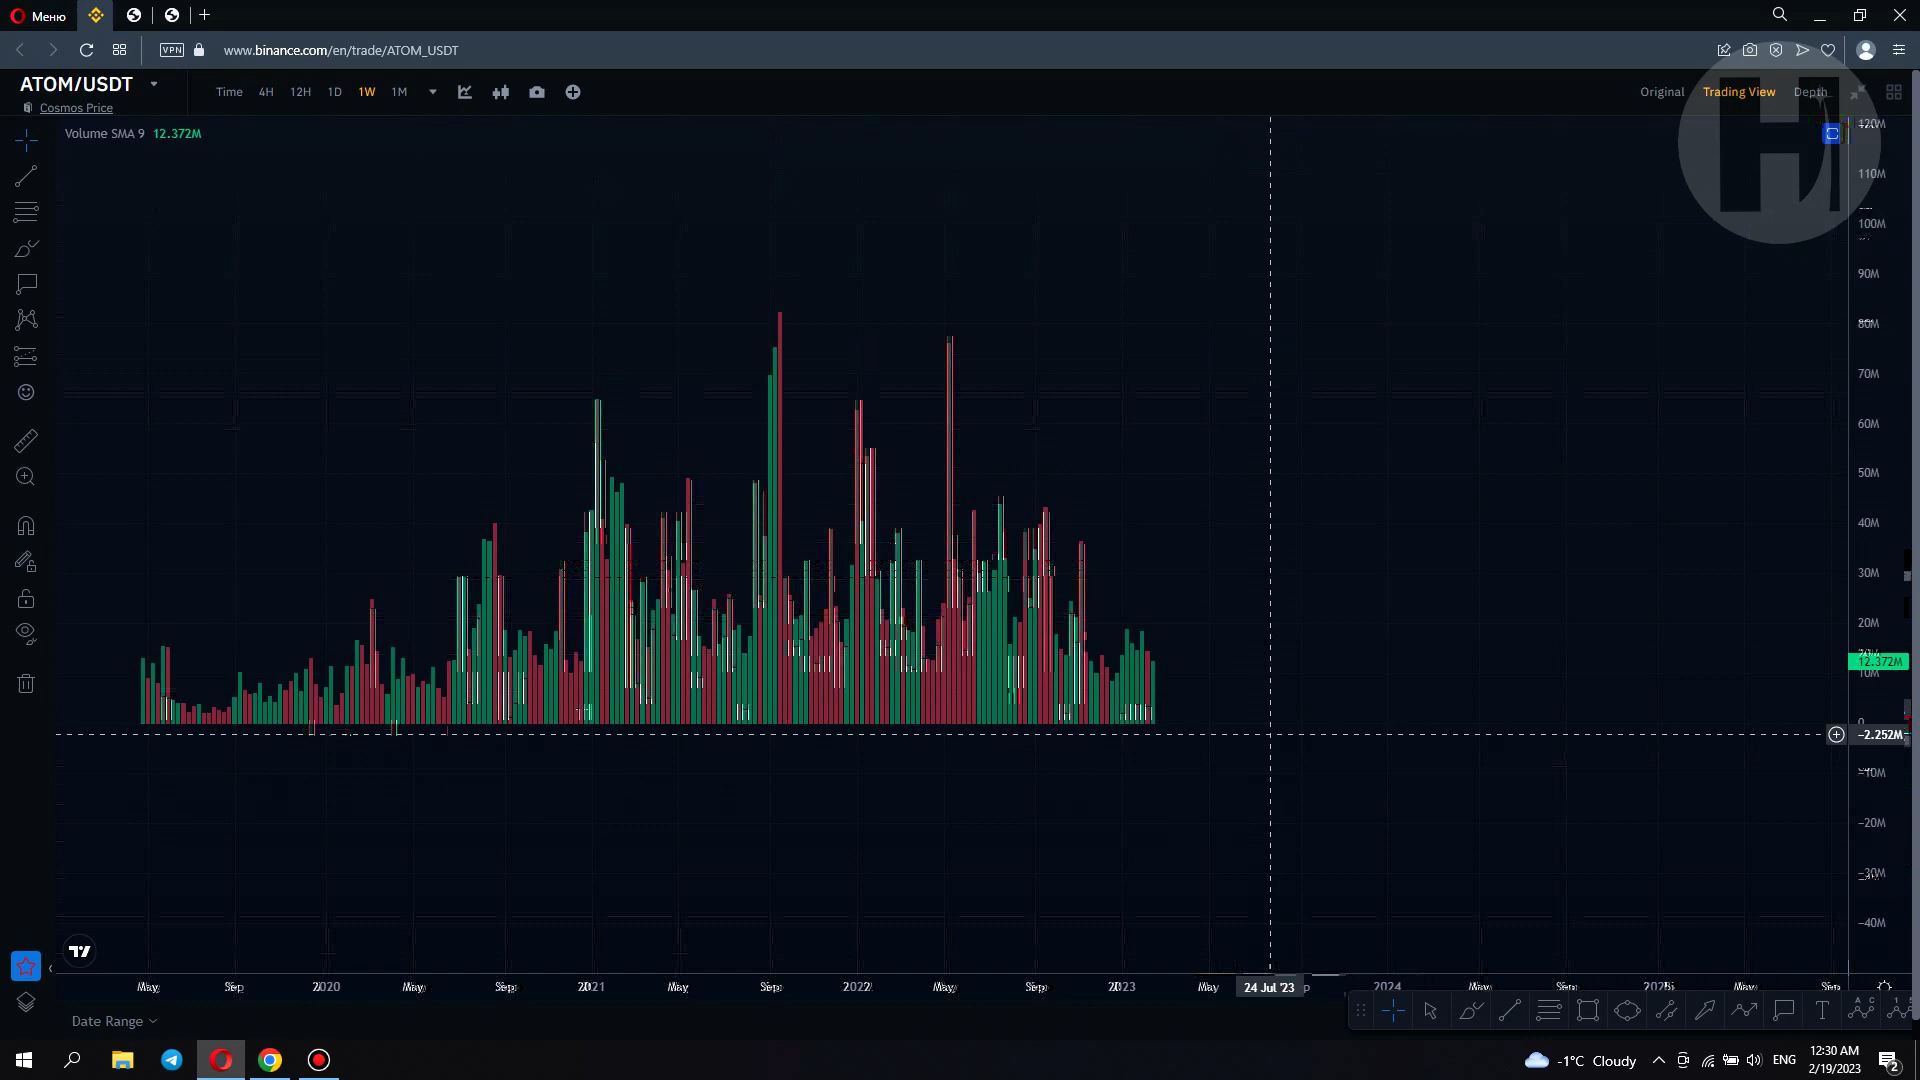 Меню
VPN
www.binance.com/en/trade/ATOM_USDT
ATOM/USDT
Cosmos Price
Time 4H 12H 1D 1W 1M
Original Trading View Depth
Volume SMA 9 12.372M
120M
110M
100M
90M
80M
70M
60M
50M
40M
30M
20M
12.372M
10M
0
−2.252M
−10M
−20M
−30M
−40M
May Sep 2020 May Sep 2021 May Sep 2022 May Sep 2023 May 24 Jul '23 2024 May Sep 2025 May Sep
Date Range
-1°C Cloudy
ENG
12:30 AM
2/19/2023
2